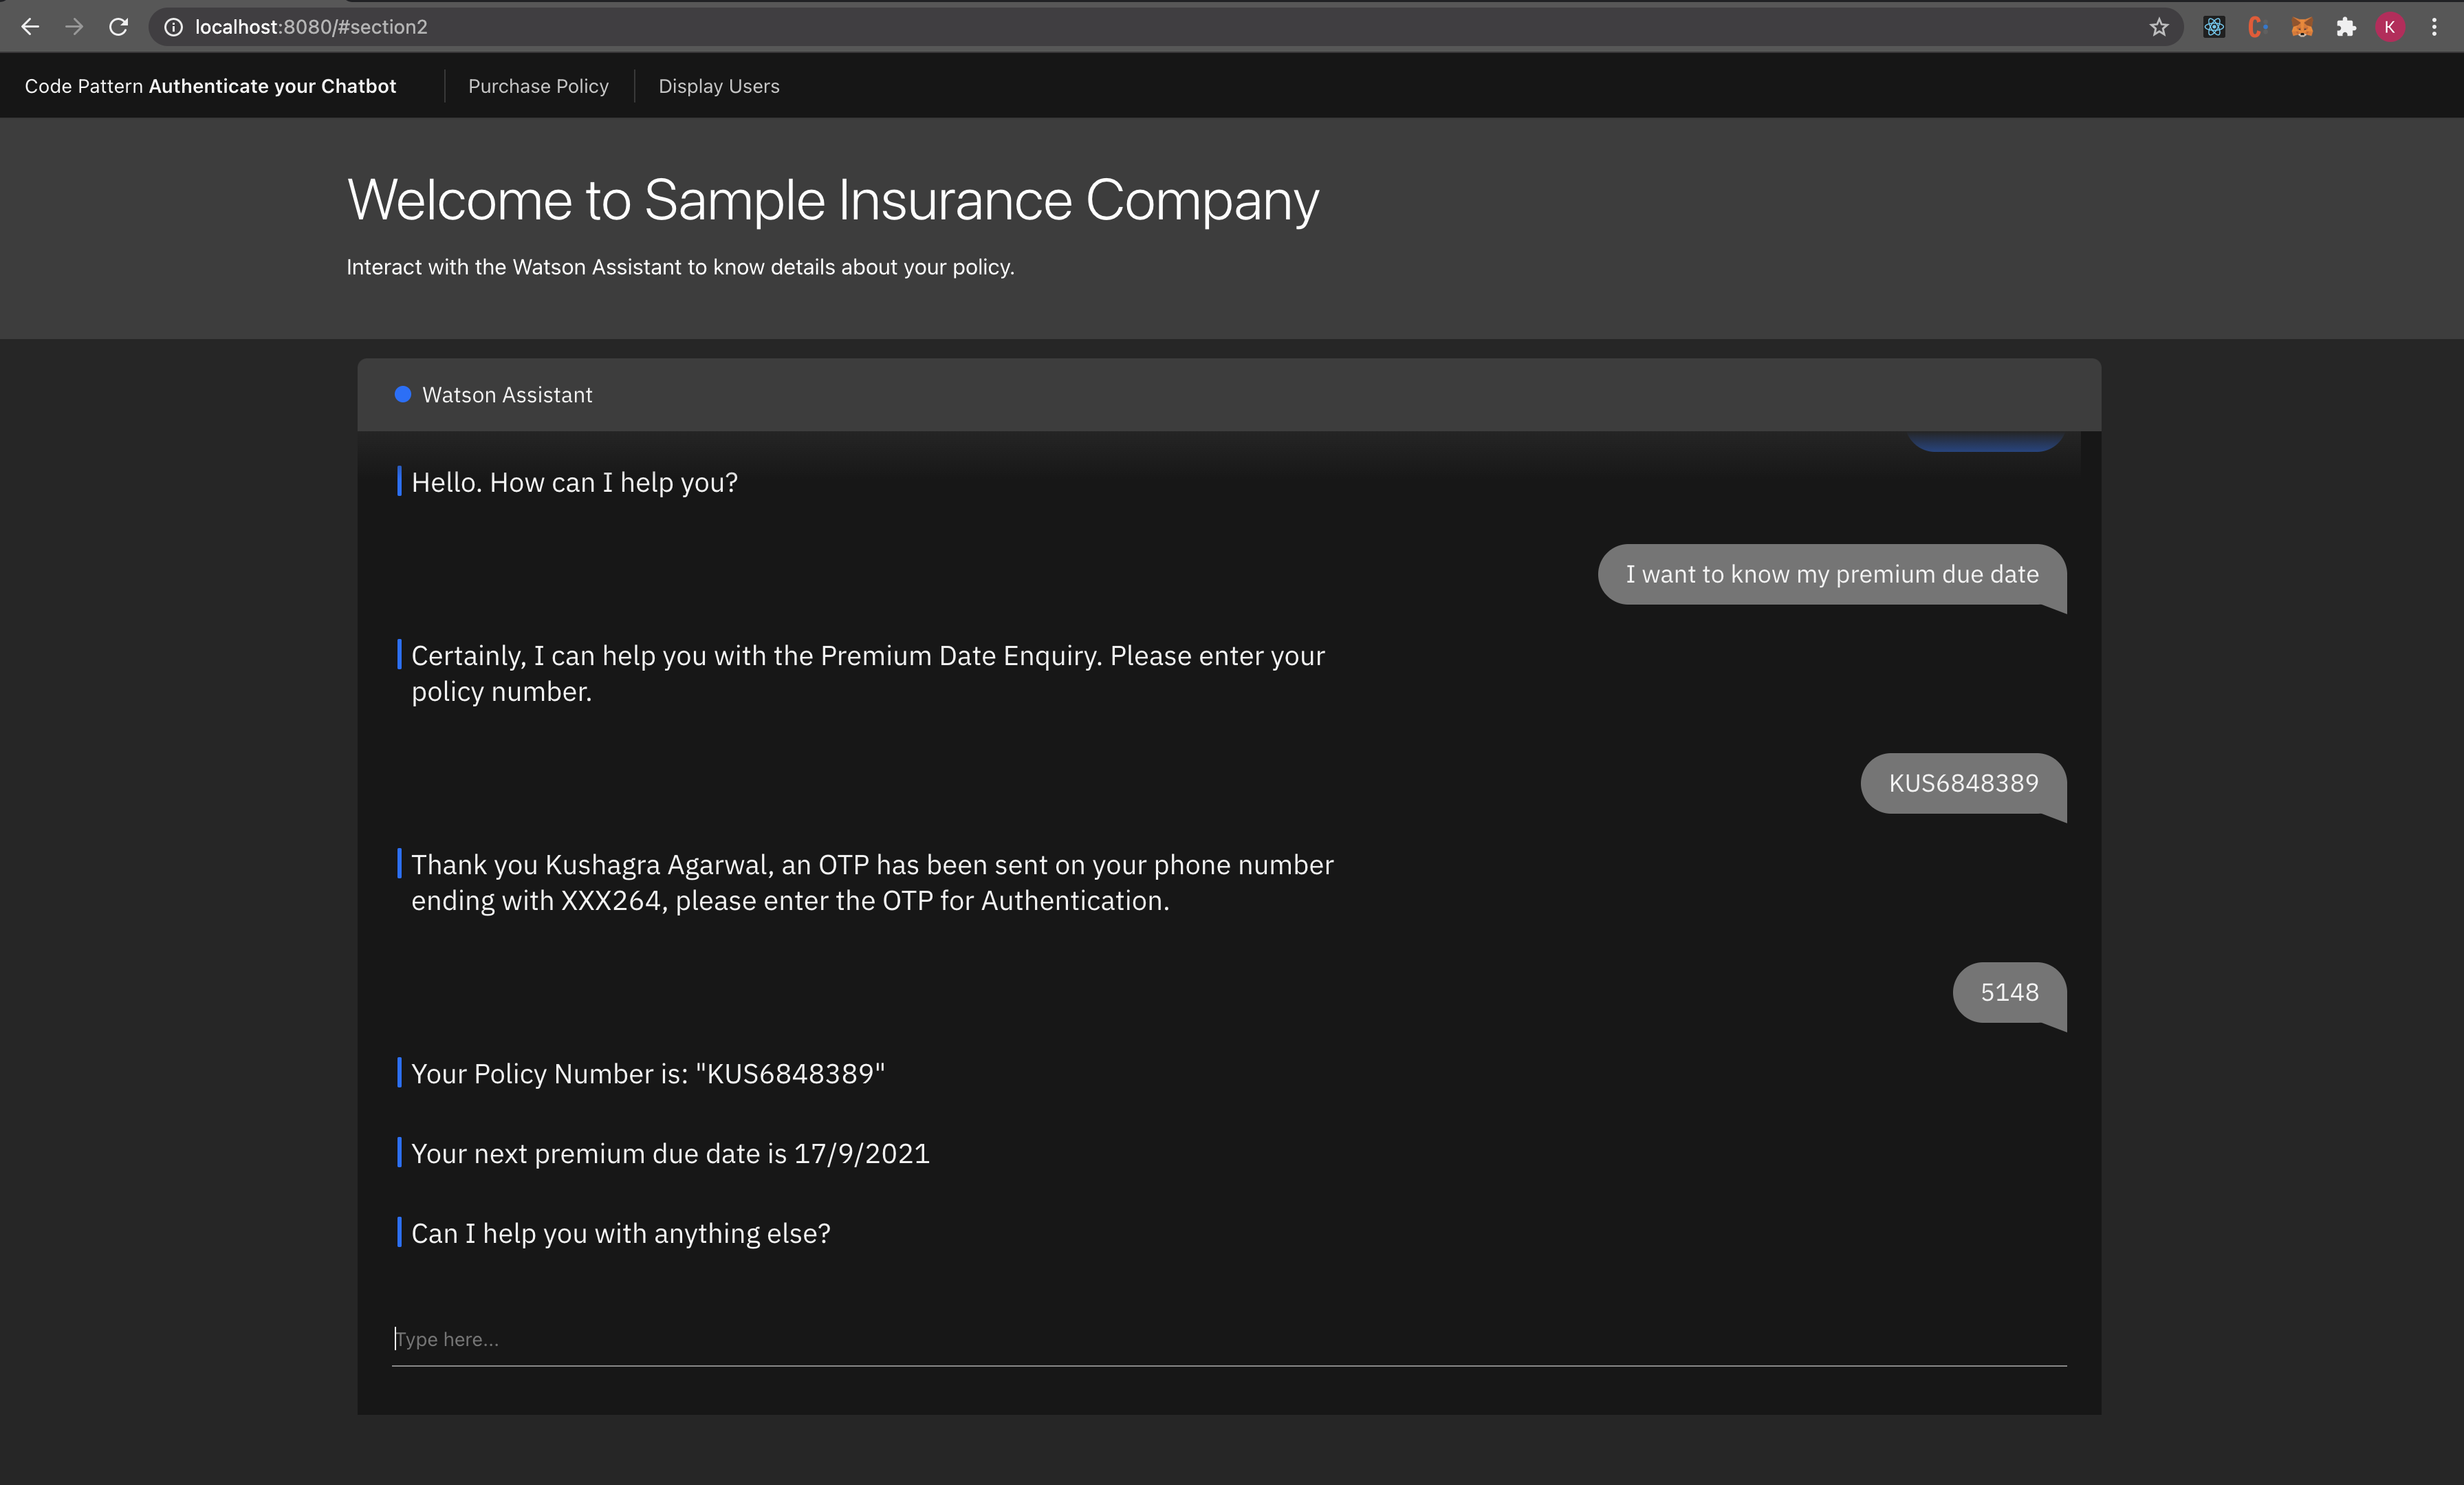 localhost:8080/#section2
K
Code Pattern Authenticate your Chatbot
Purchase Policy
Display Users
Welcome to Sample Insurance Company
Interact with the Watson Assistant to know details about your policy.
Watson Assistant
Hello. How can I help you?
I want to know my premium due date
Certainly, I can help you with the Premium Date Enquiry. Please enter your
policy number.
KUS6848389
Thank you Kushagra Agarwal, an OTP has been sent on your phone number
ending with XXX264, please enter the OTP for Authentication.
5148
Your Policy Number is: "KUS6848389"
Your next premium due date is 17/9/2021
Can I help you with anything else?
Type here...